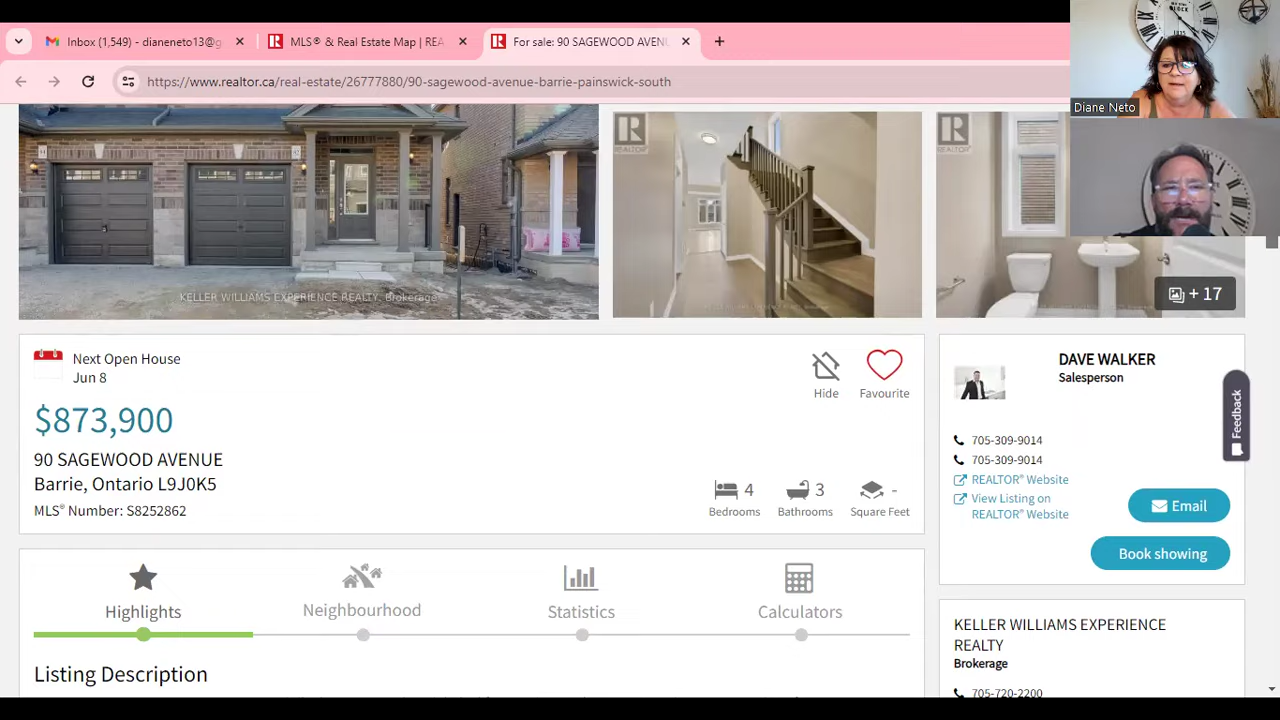 Inbox (1,549) - dianeneto13@g
MLS® & Real Estate Map | REA
For sale: 90 SAGEWOOD AVENU
https://www.realtor.ca/real-estate/26777880/90-sagewood-avenue-barrie-painswick-south
Diane Neto
REALTOR
REALTOR
KELLER WILLIAMS EXPERIENCE REALTY, Brokerage
+ 17
Next Open House
Jun 8
Hide
Favourite
$873,900
90 SAGEWOOD AVENUE
Barrie, Ontario L9J0K5
MLS® Number: S8252862
4
Bedrooms
3
Bathrooms
-
Square Feet
DAVE WALKER
Salesperson
705-309-9014
705-309-9014
REALTOR® Website
View Listing on
REALTOR® Website
Email
Book showing
Feedback
Highlights
Neighbourhood
Statistics
Calculators
Listing Description
KELLER WILLIAMS EXPERIENCE
REALTY
Brokerage
705-720-2200